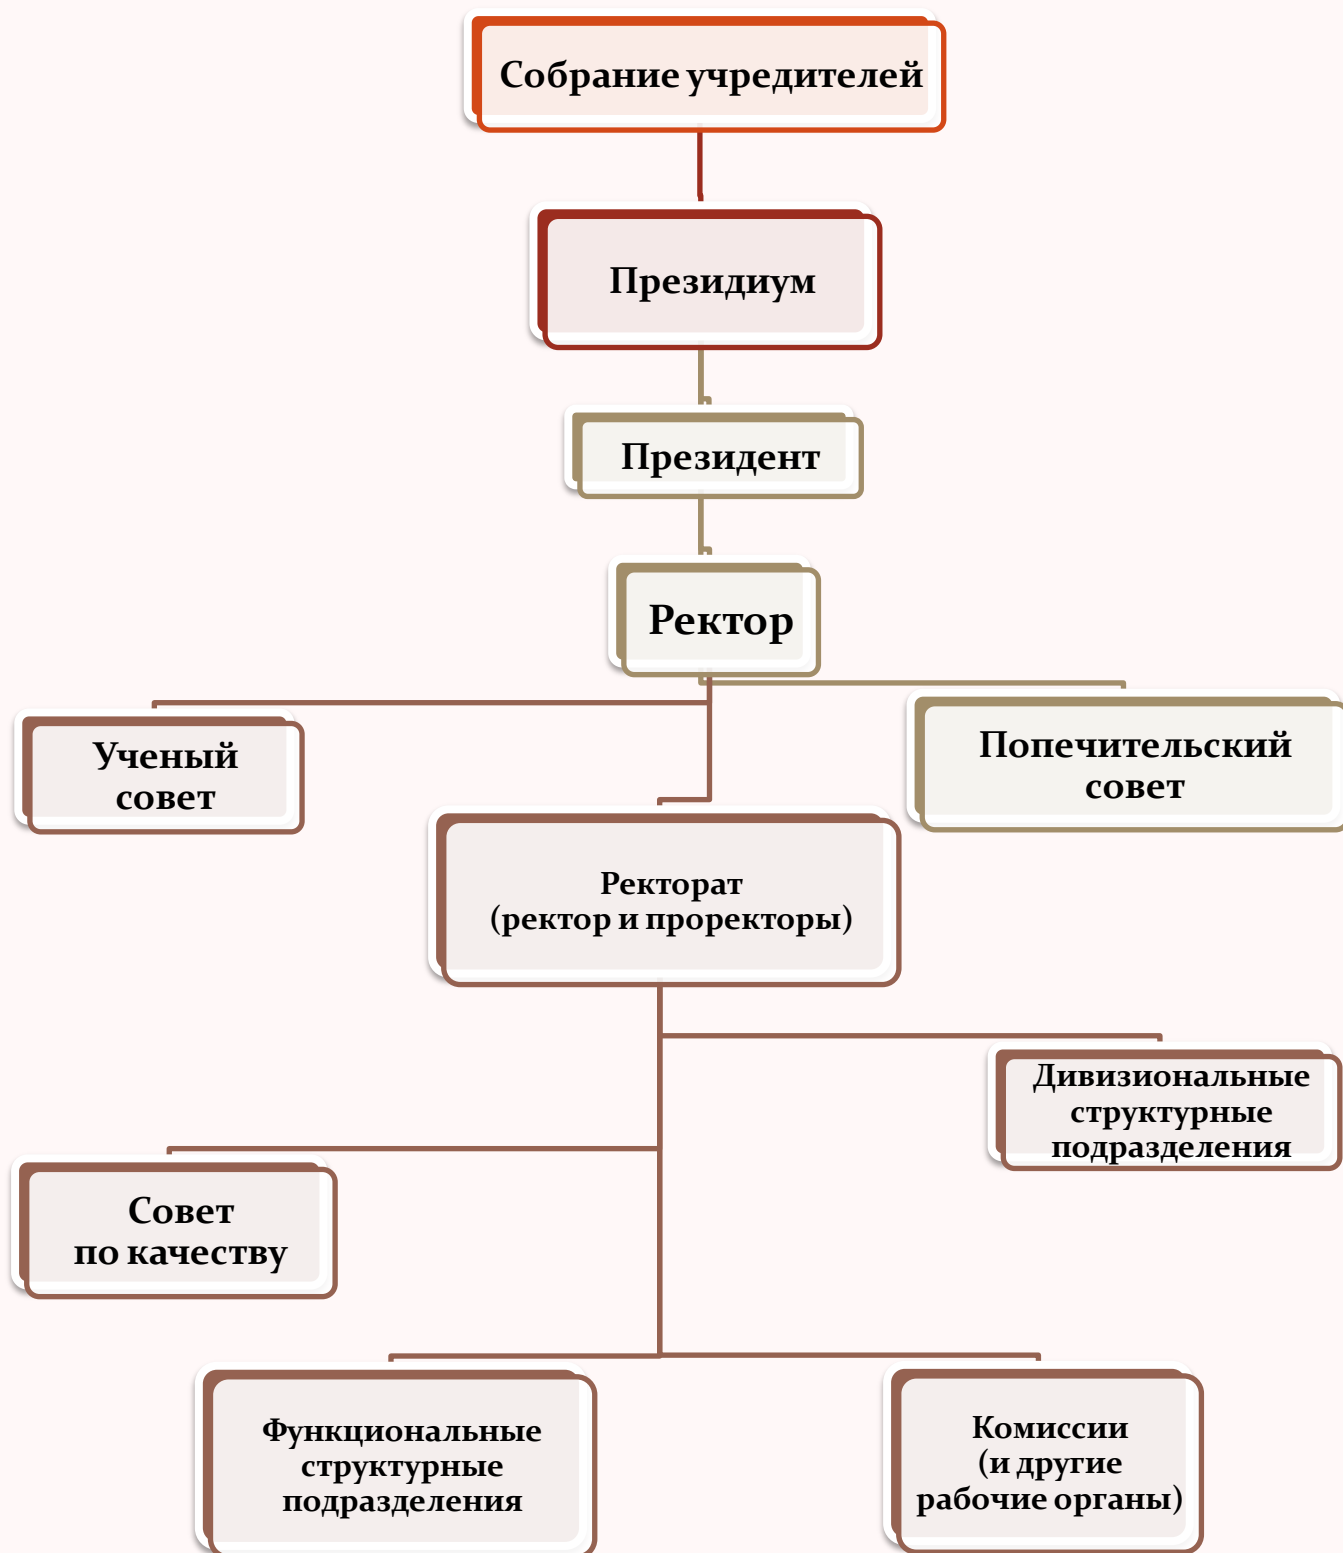 Собрание учредителей
Президиум
Президент
Ректор
Ученый
совет
Попечительский
совет
Ректорат
(ректор и проректоры)
Дивизиональные
структурные
подразделения
Совет
по качеству
Функциональные
структурные
подразделения
Комиссии
(и другие
рабочие органы)